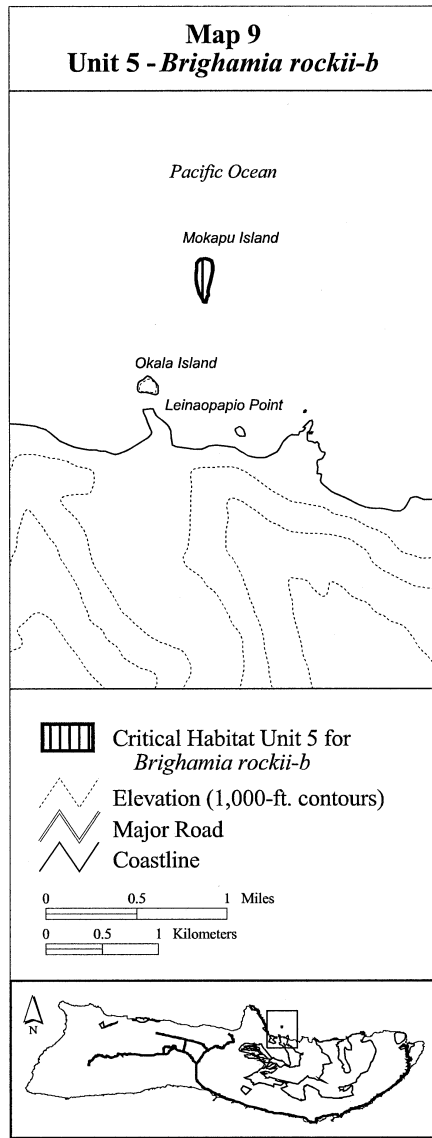 Map 9
Unit 5 - Brighamia rockii-b
Pacific Ocean
Mokapu Island
Okala Island
Leinaopapio Point
Critical Habitat Unit 5 for
Brighamia rockii-b
Elevation (1,000-ft. contours)
Major Road
Coastline
0 0.5 1 Miles
0 0.5 1 Kilometers
N